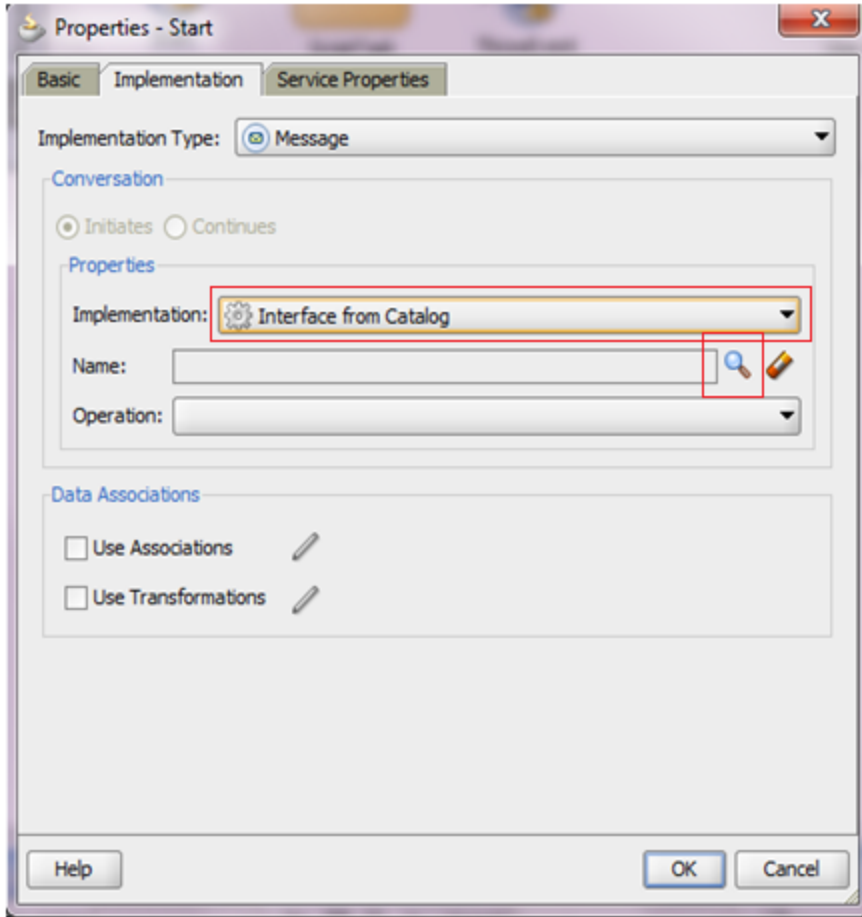 Properties - Start
Basic Implementation Service Properties
Implementation Type: Message
Conversation
Initiates Continues
Properties
Implementation: Interface from Catalog
Name:
Operation:
Data Associations
Use Associations
Use Transformations
Help OK Cancel